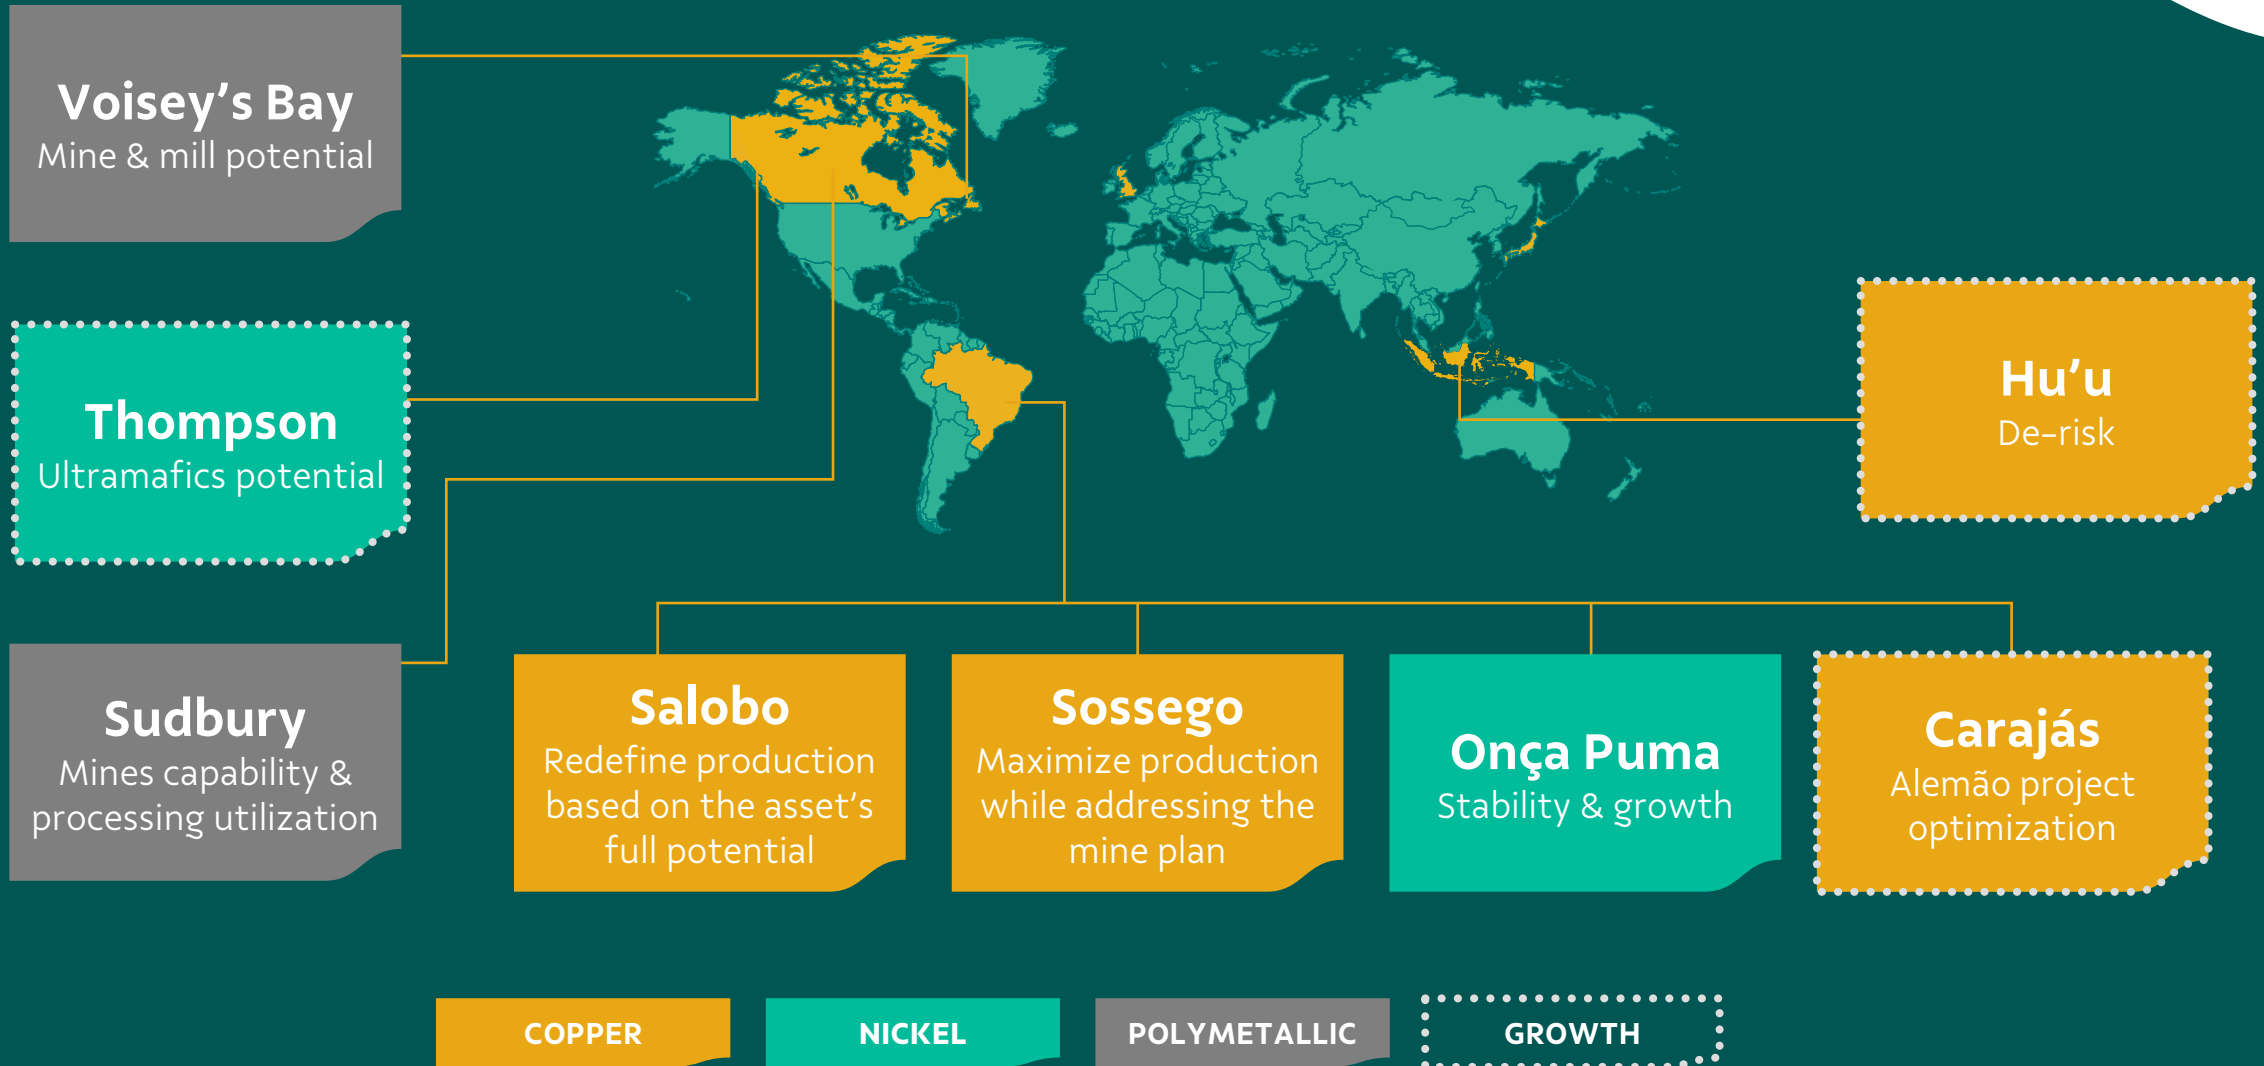 Voisey’s Bay
Mine & mill potential
Thompson
Ultramafics potential
Hu’u
De-risk
Sudbury
Mines capability &
processing utilization
Salobo
Redefine production
based on the asset’s
full potential
Sossego
Maximize production
while addressing the
mine plan
Onça Puma
Stability & growth
Carajás
Alemão project
optimization
COPPER
NICKEL
POLYMETALLIC
GROWTH